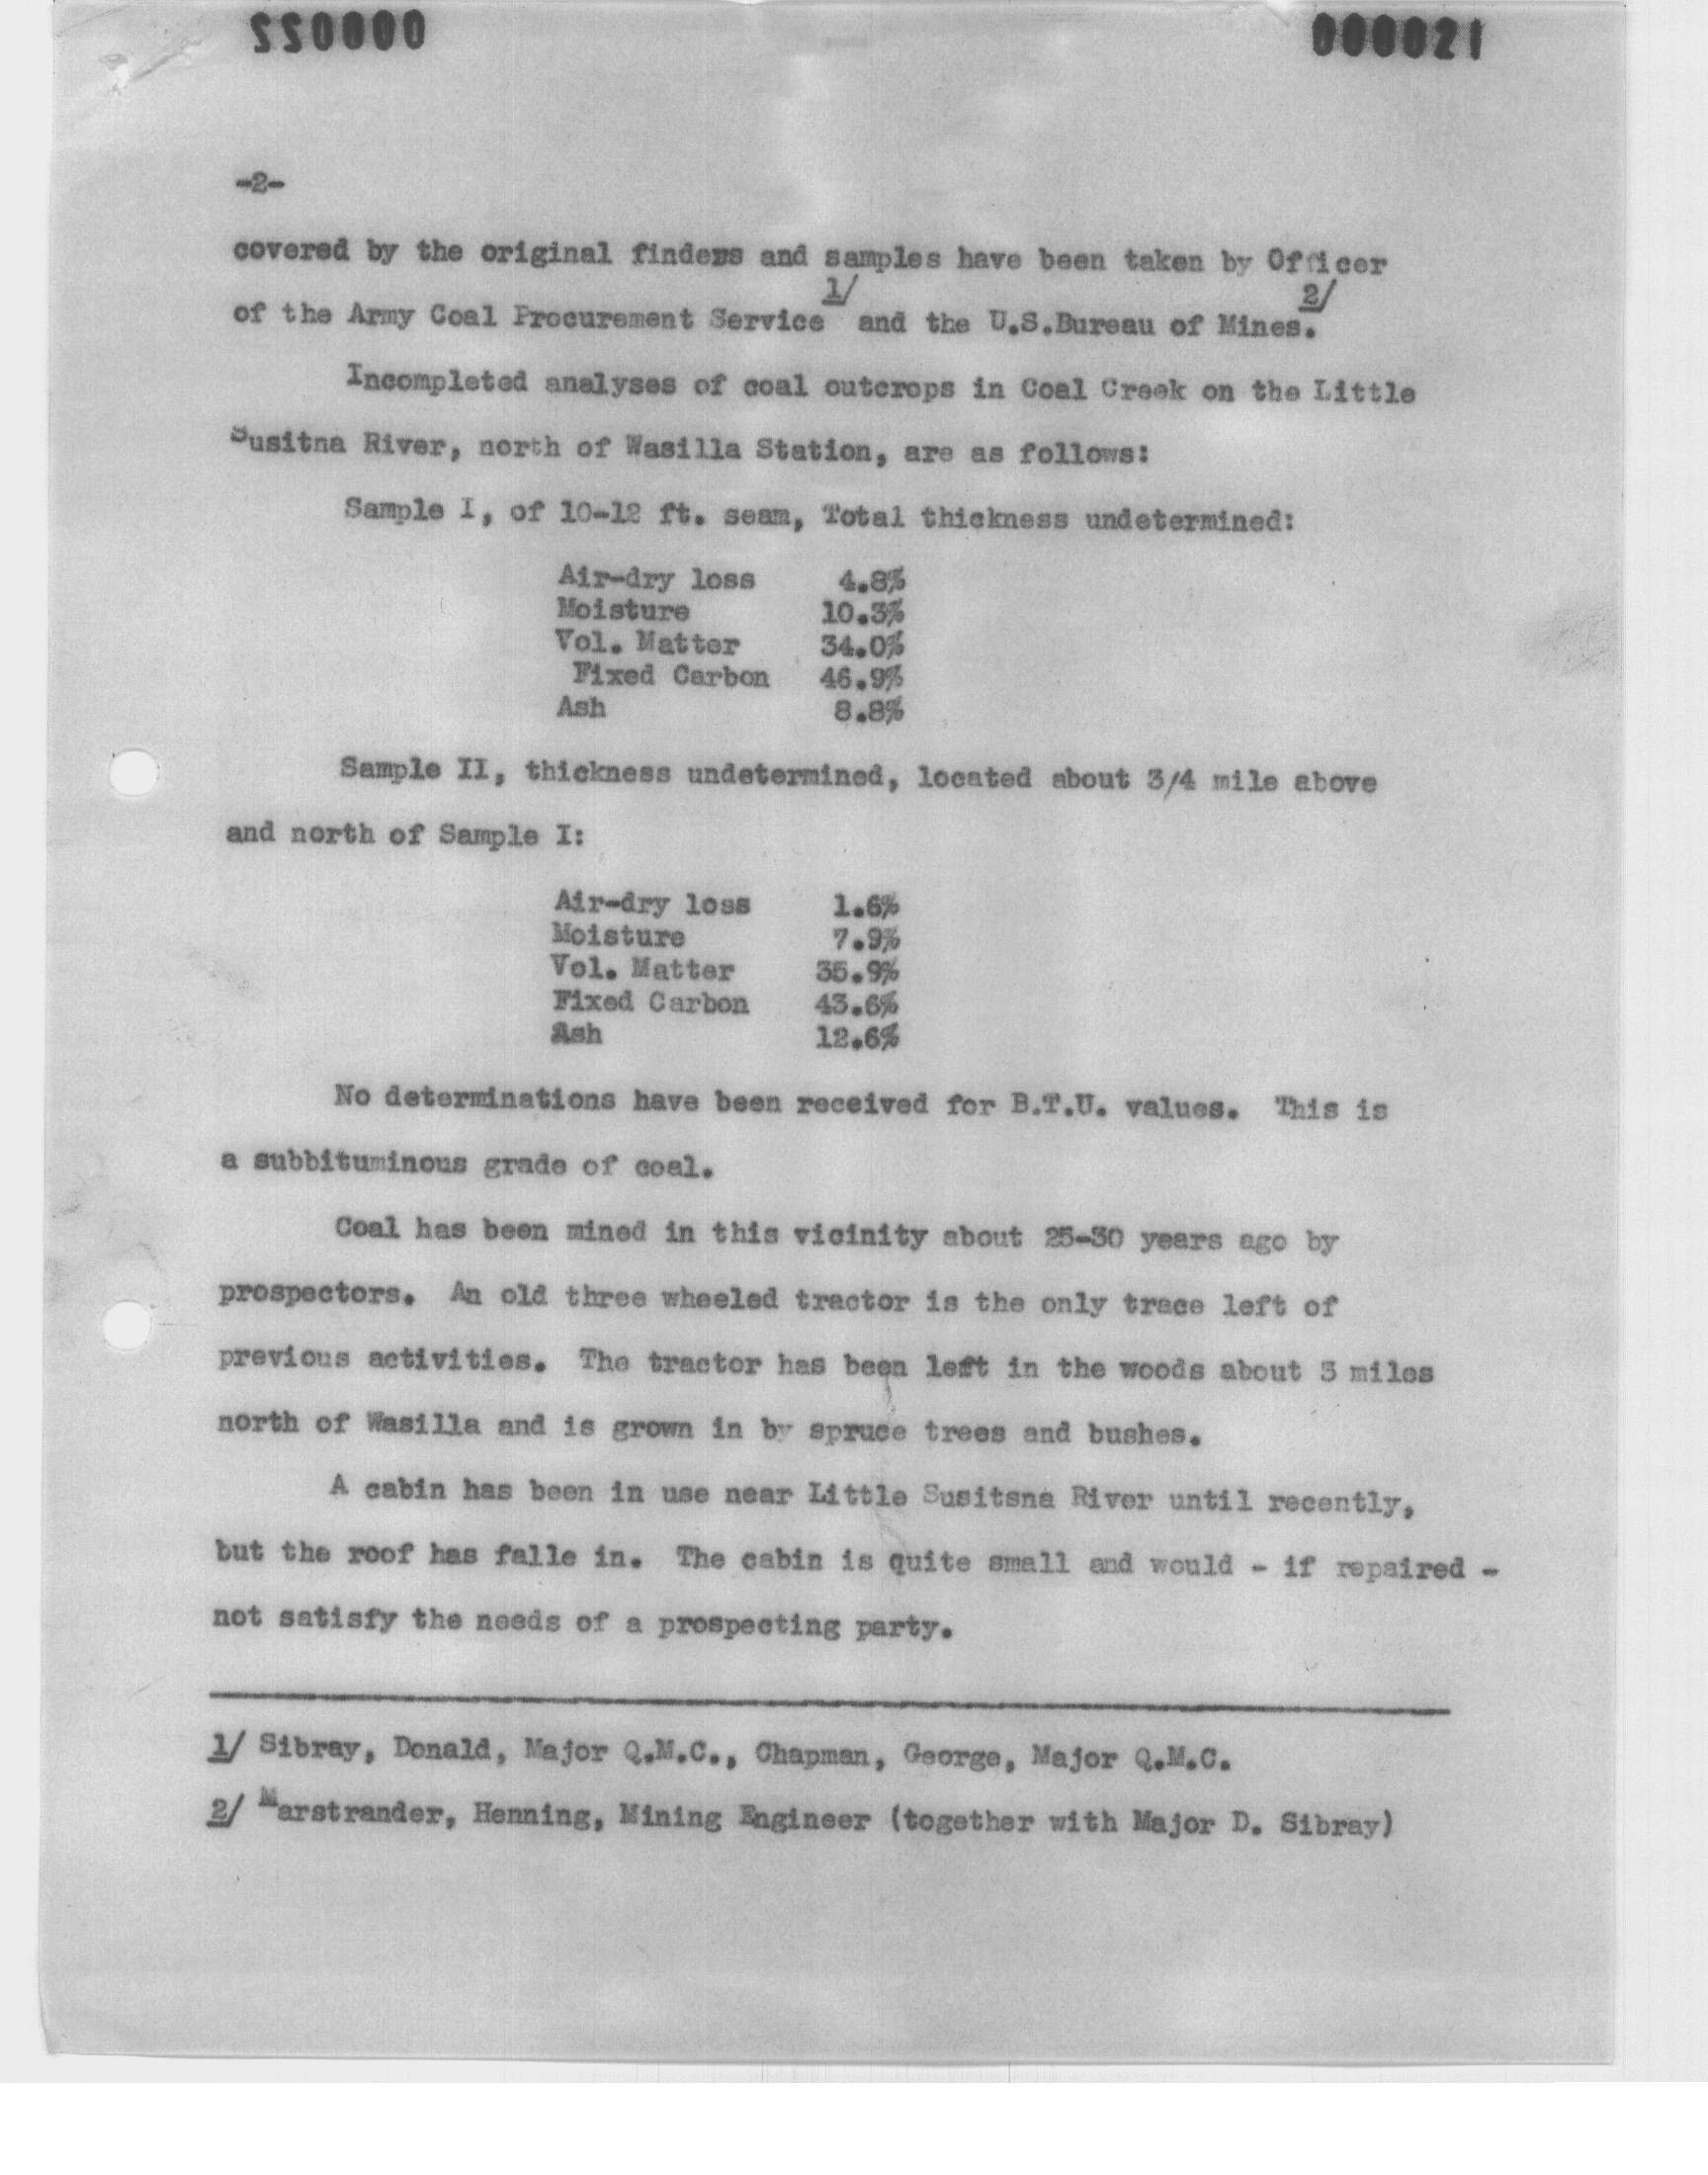 000021
-2-
covered by the original finders and samples have been taken by Officer
of the Army Coal Procurement Service 1/ and the U.S.Bureau of Mines. 2/
Incompleted analyses of coal outcrops in Coal Creek on the Little
Susitna River, north of Wasilla Station, are as follows:
Sample I, of 10-12 ft. seam, Total thickness undetermined:
Air-dry loss 4.8%
Moisture 10.3%
Vol. Matter 34.0%
Fixed Carbon 46.9%
Ash 8.8%
Sample II, thickness undetermined, located about 3/4 mile above
and north of Sample I:
Air-dry loss 1.6%
Moisture 7.9%
Vol. Matter 35.9%
Fixed Carbon 43.6%
Ash 12.6%
No determinations have been received for B.T.U. values. This is
a subbituminous grade of coal.
Coal has been mined in this vicinity about 25-30 years ago by
prospectors. An old three wheeled tractor is the only trace left of
previous activities. The tractor has been left in the woods about 3 miles
north of Wasilla and is grown in by spruce trees and bushes.
A cabin has been in use near Little Susitsna River until recently,
but the roof has falle in. The cabin is quite small and would - if repaired -
not satisfy the needs of a prospecting party.
1/ Sibray, Donald, Major Q.M.C., Chapman, George, Major Q.M.C.
2/ Marstrander, Henning, Mining Engineer (together with Major D. Sibray)